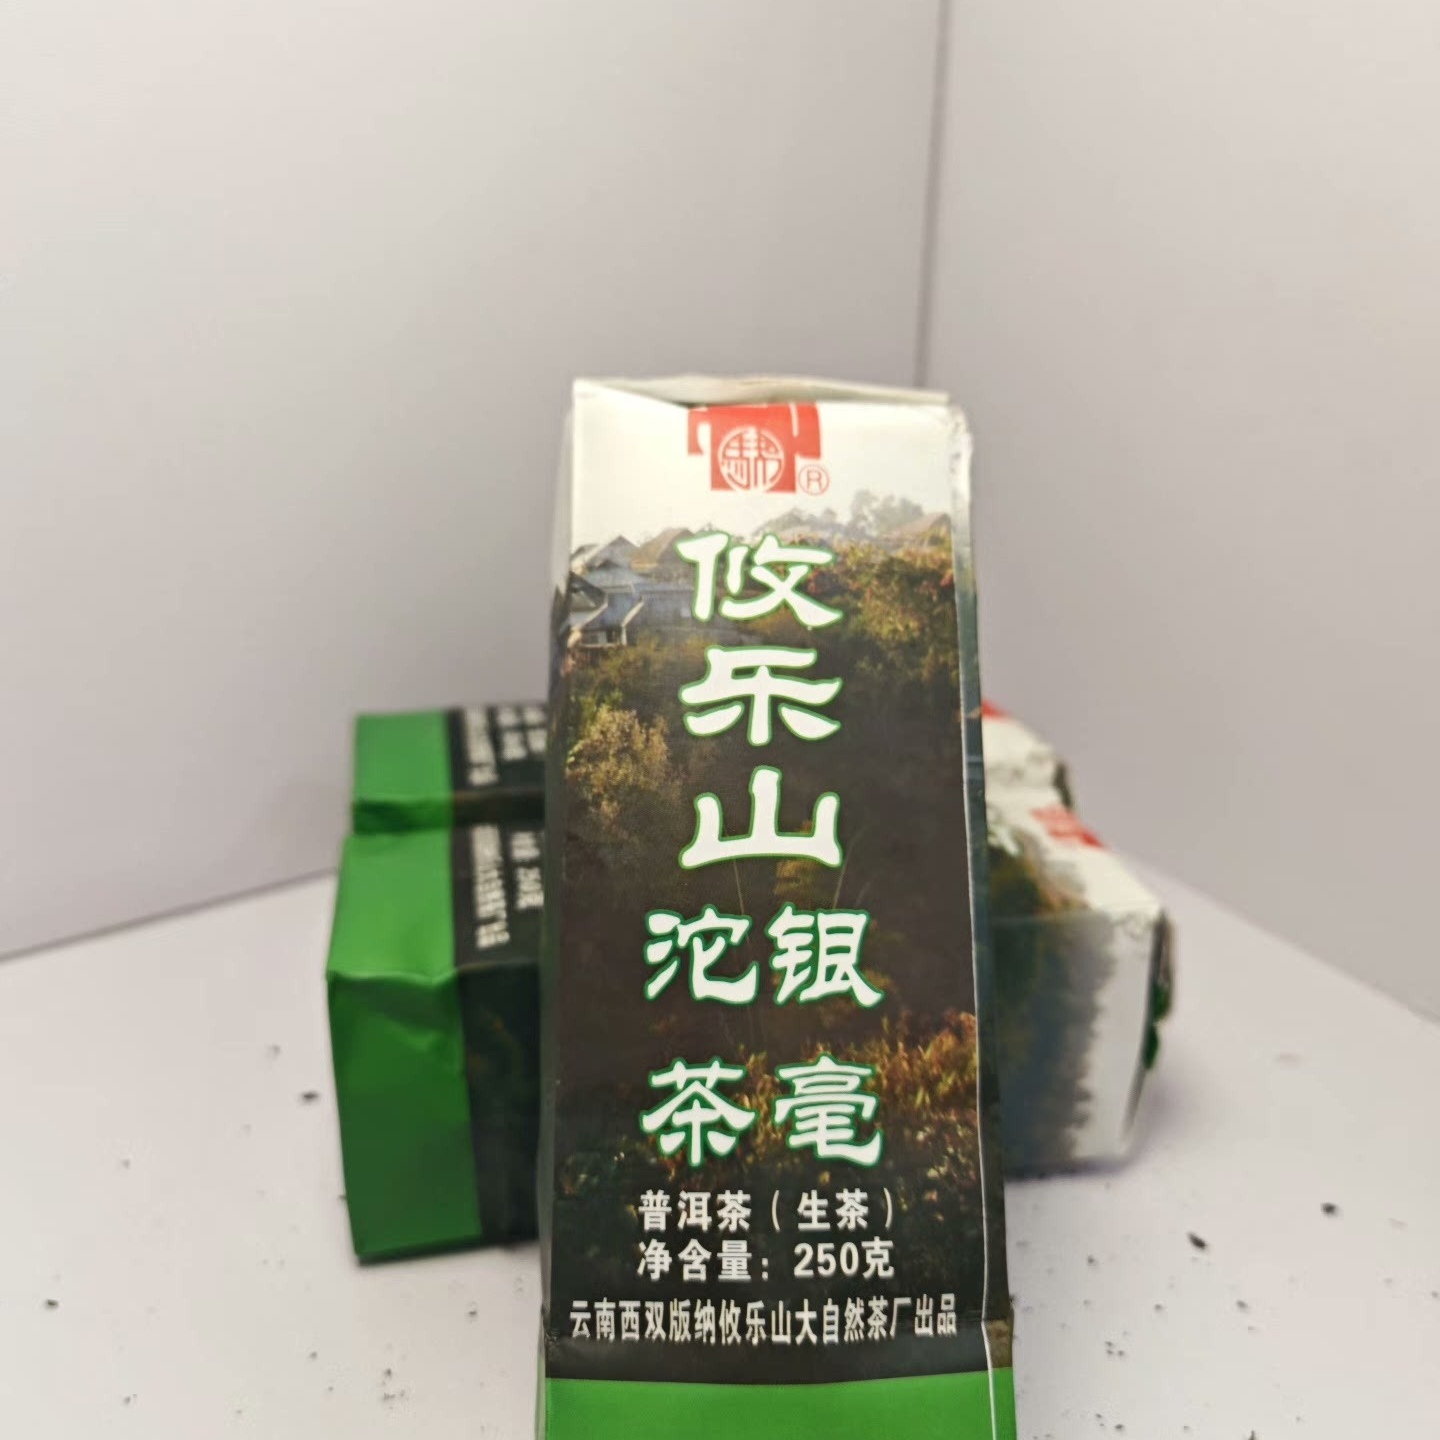 ®
攸乐山
银毫
沱茶
普洱茶（生茶）
净含量：250克
云南西双版纳攸乐山大自然茶厂出品